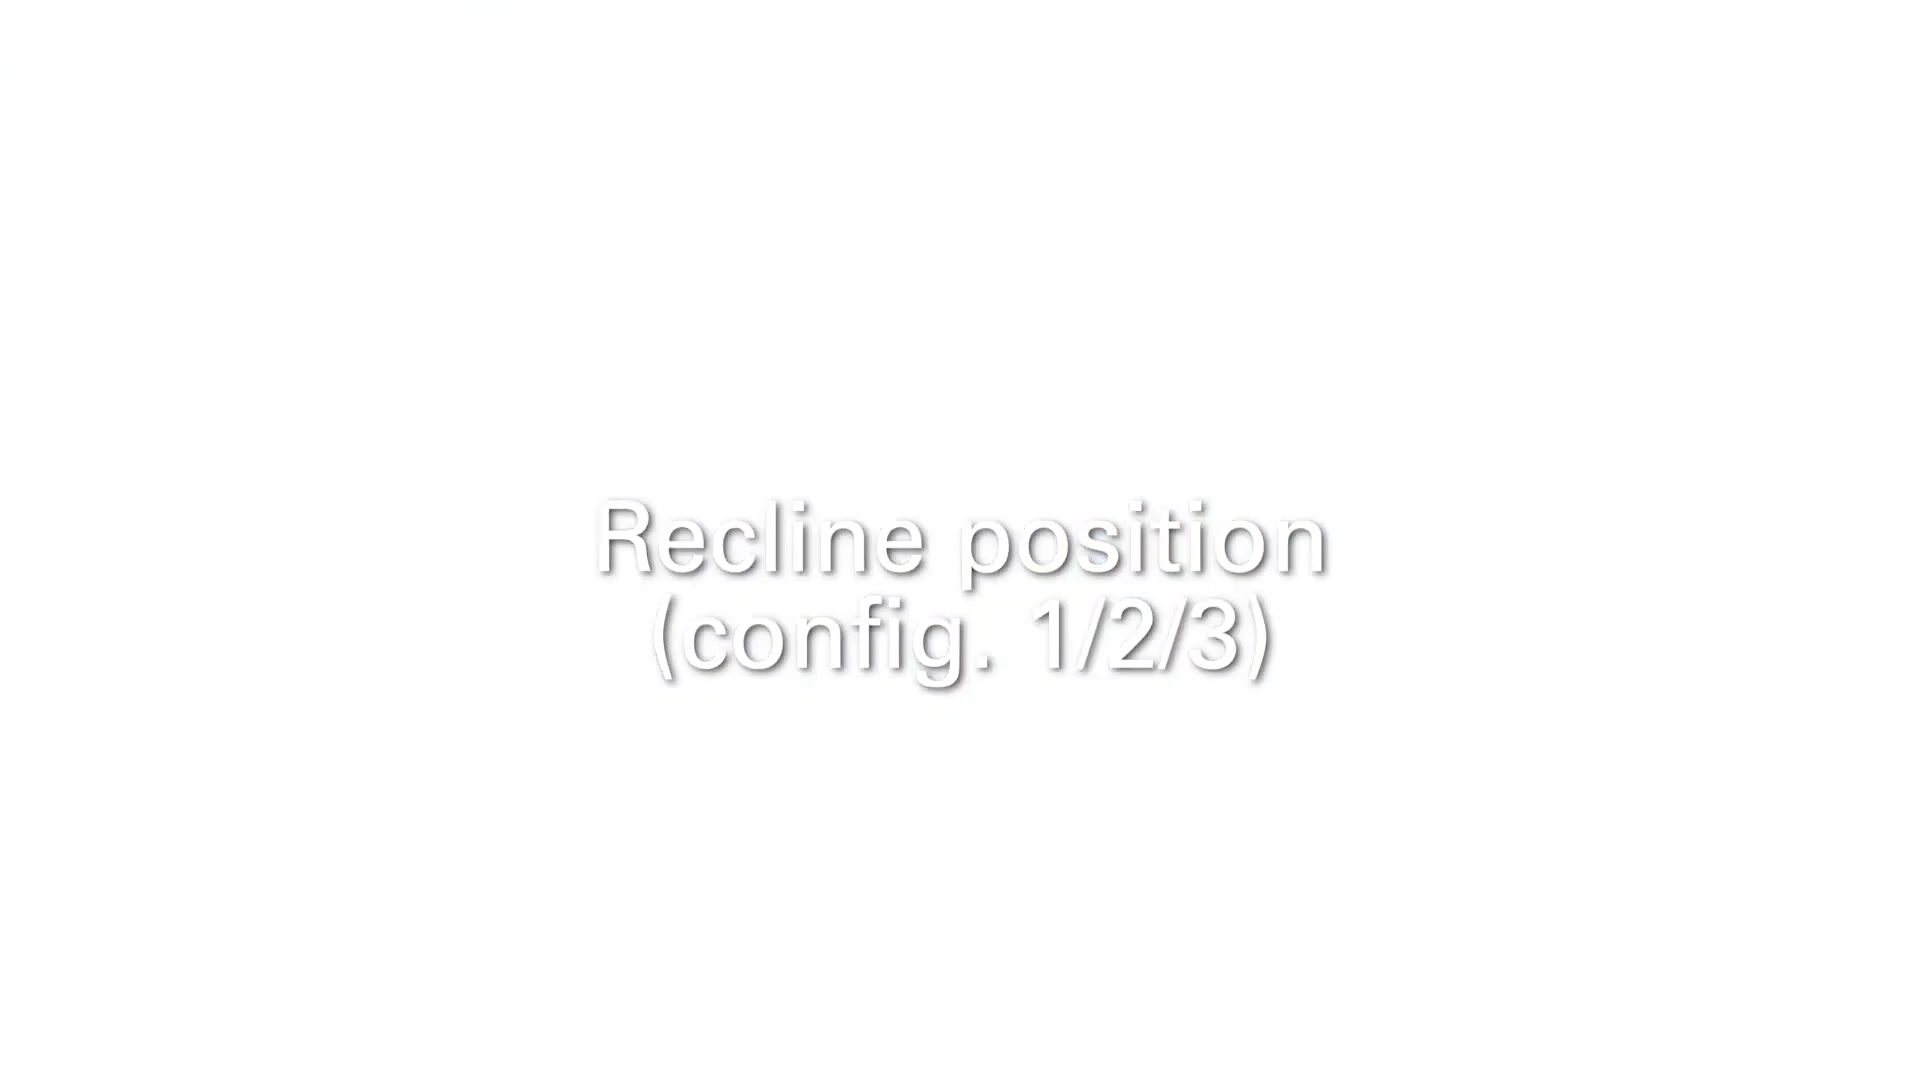 Recline position
(config. 1/2/3)